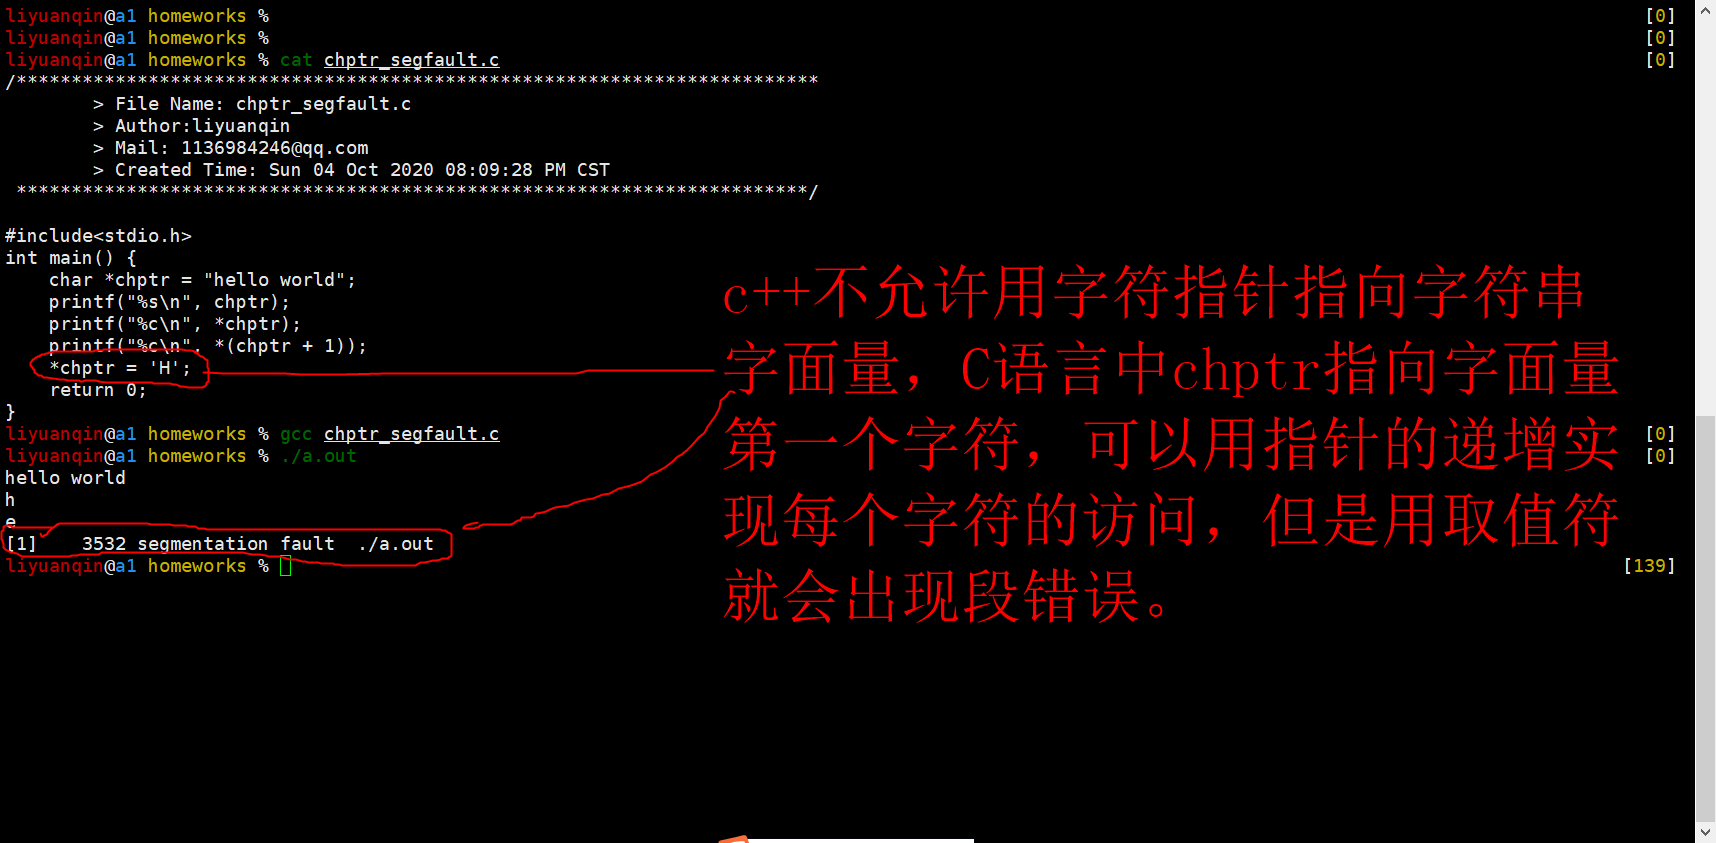 liyuanqin@a1 homeworks % [0]
liyuanqin@a1 homeworks % [0]
liyuanqin@a1 homeworks % cat chptr_segfault.c [0]
/*************************************************************************
> File Name: chptr_segfault.c
> Author:liyuanqin
> Mail: 1136984246@qq.com
> Created Time: Sun 04 Oct 2020 08:09:28 PM CST
************************************************************************/
#include<stdio.h>
int main() {
char *chptr = "hello world";
printf("%s\n", chptr);
printf("%c\n", *chptr);
printf("%c\n", *(chptr + 1));
*chptr = 'H';
return 0;
}
liyuanqin@a1 homeworks % gcc chptr_segfault.c [0]
liyuanqin@a1 homeworks % ./a.out [0]
hello world
h
e
[1] 3532 segmentation fault ./a.out
liyuanqin@a1 homeworks % [139]
c++不允许用字符指针指向字符串
字面量，C语言中chptr指向字面量
第一个字符，可以用指针的递增实
现每个字符的访问，但是用取值符
就会出现段错误。